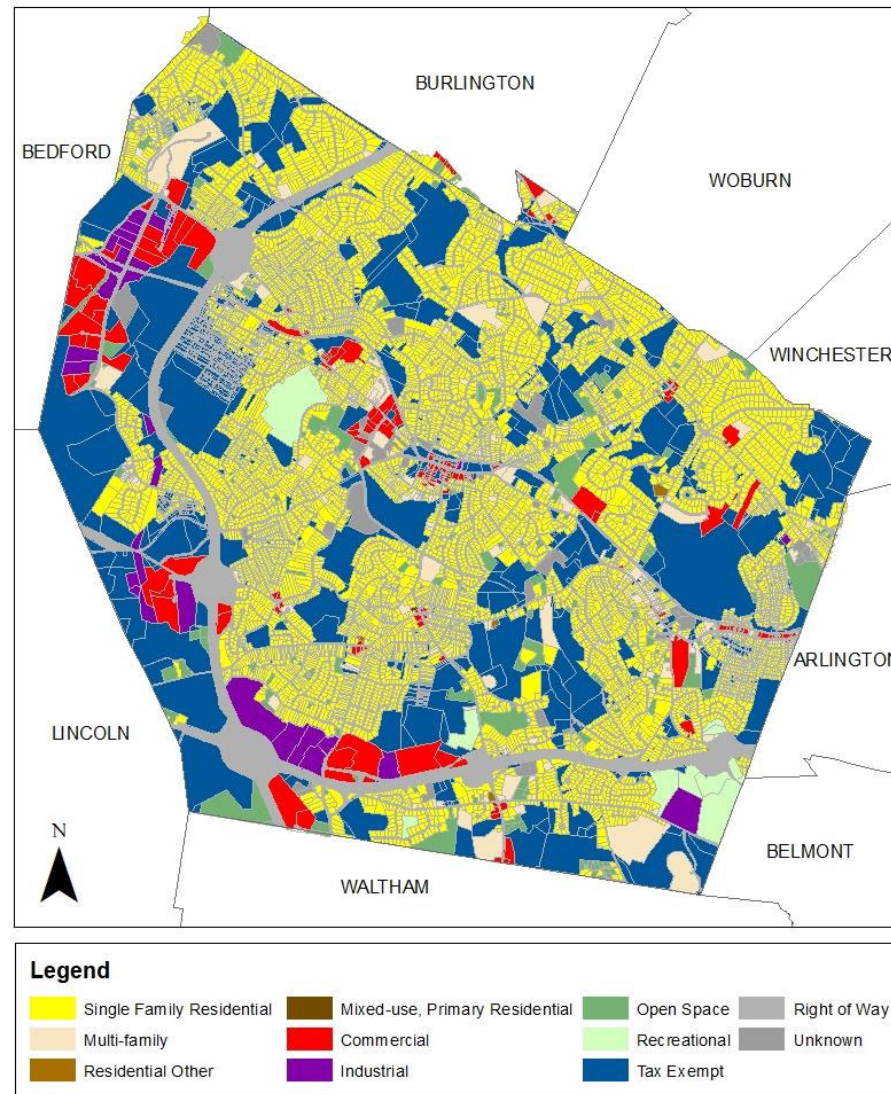 BURLINGTON
BEDFORD
WOBURN
WINCHESTER
ARLINGTON
LINCOLN
N
BELMONT
WALTHAM
Legend
Single Family Residential
Mixed-use, Primary Residential
Open Space
Right of Way
Multi-family
Commercial
Recreational
Unknown
Residential Other
Industrial
Tax Exempt